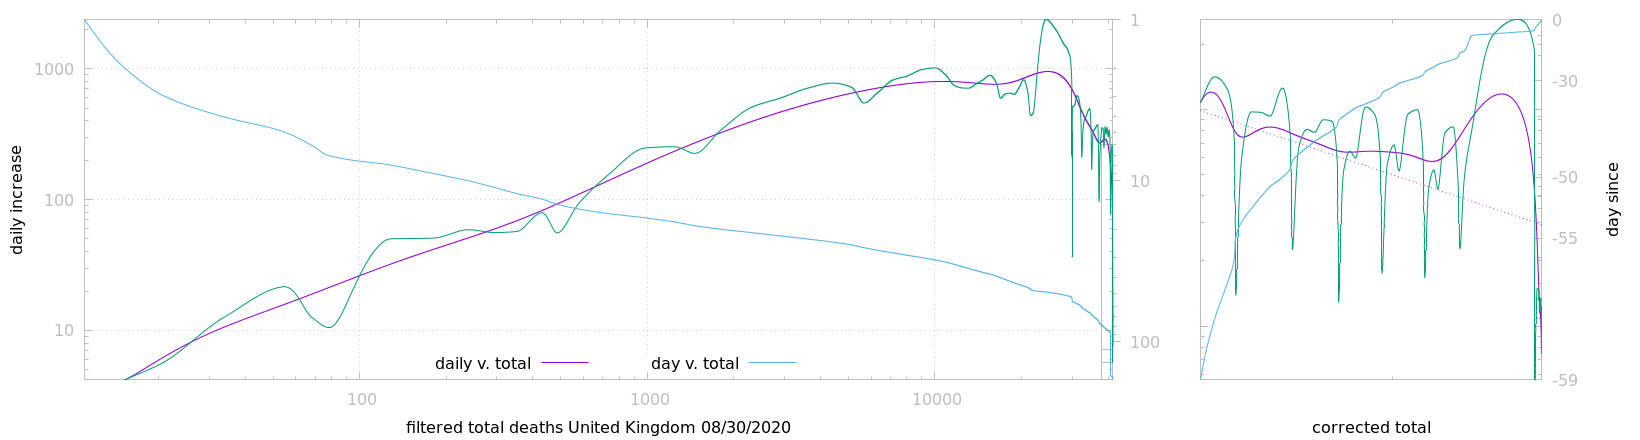 1000
100
10
daily increase
100
1000
10000
1
10
100
daily v. total
day v. total
filtered total deaths United Kingdom 08/30/2020
0
-30
-50
-55
-59
day since
corrected total